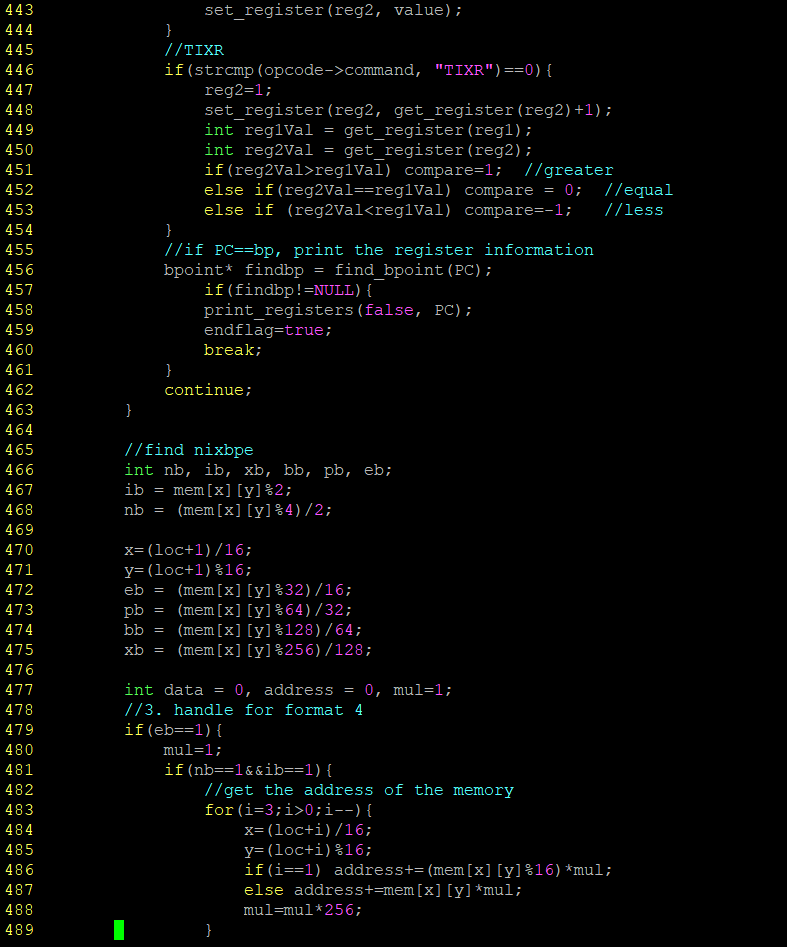 443                 set_register(reg2, value);
444             }
445             //TIXR
446             if(strcmp(opcode->command, "TIXR")==0){
447                 reg2=1;
448                 set_register(reg2, get_register(reg2)+1);
449                 int reg1Val = get_register(reg1);
450                 int reg2Val = get_register(reg2);
451                 if(reg2Val>reg1Val) compare=1;  //greater
452                 else if(reg2Val==reg1Val) compare = 0;  //equal
453                 else if (reg2Val<reg1Val) compare=-1;   //less
454             }
455             //if PC==bp, print the register information
456             bpoint* findbp = find_bpoint(PC);
457                 if(findbp!=NULL){
458                 print_registers(false, PC);
459                 endflag=true;
460                 break;
461             }
462             continue;
463         }
464
465         //find nixbpe
466         int nb, ib, xb, bb, pb, eb;
467         ib = mem[x][y]%2;
468         nb = (mem[x][y]%4)/2;
469
470         x=(loc+1)/16;
471         y=(loc+1)%16;
472         eb = (mem[x][y]%32)/16;
473         pb = (mem[x][y]%64)/32;
474         bb = (mem[x][y]%128)/64;
475         xb = (mem[x][y]%256)/128;
476
477         int data = 0, address = 0, mul=1;
478         //3. handle for format 4
479         if(eb==1){
480             mul=1;
481             if(nb==1&&ib==1){
482                 //get the address of the memory
483                 for(i=3;i>0;i--){
484                     x=(loc+i)/16;
485                     y=(loc+i)%16;
486                     if(i==1) address+=(mem[x][y]%16)*mul;
487                     else address+=mem[x][y]*mul;
488                     mul=mul*256;
489                 }